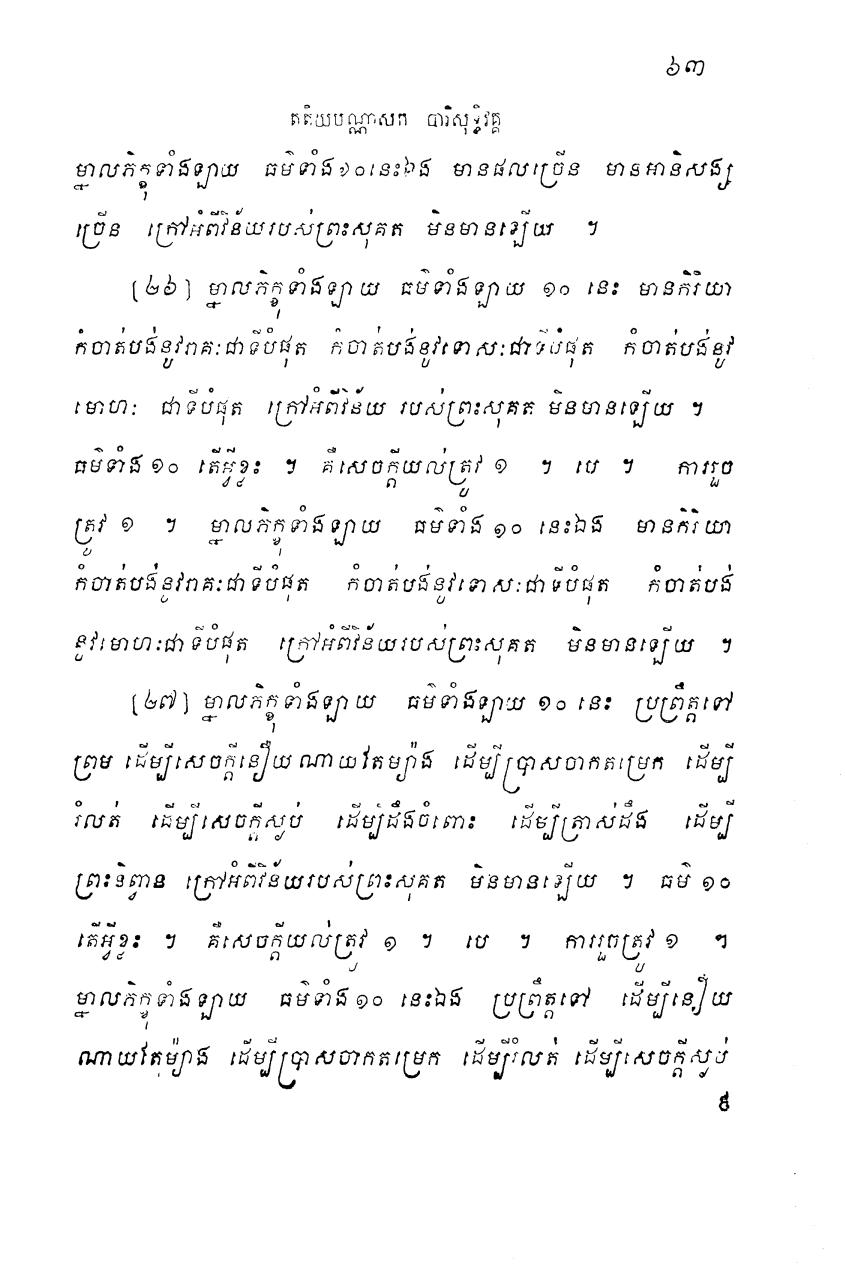 ៦៣
តតិយបណ្ណាសក បារិសុទ្ធិវគ្គ
ម្នាលភិក្ខុទាំងឡាយ ធម៌ទាំង១០នេះឯង មានផលច្រើន មានអានិសង្ស
ច្រើន ក្រៅអំពីវិន័យរបស់ព្រះសុគត មិនមានឡើយ ។
[២៦] ម្នាលភិក្ខុទាំងឡាយ ធម៌ទាំងឡាយ ១០ នេះ មានកិរិយា
កំចាត់បង់នូវរាគៈជាទីបំផុត កំចាត់បង់នូវទោសៈជាទីបំផុត កំចាត់បង់នូវ
មោហៈ ជាទីបំផុត ក្រៅអំពីវិន័យ របស់ព្រះសុគត មិនមានឡើយ ។
ធម៌ទាំង ១០ តើអ្វីខ្លះ ។ គឺសេចក្តីយល់ត្រូវ ១ ។ បេ ។ ការរួច
ត្រូវ ១ ។ ម្នាលភិក្ខុទាំងឡាយ ធម៌ទាំង ១០ នេះឯង មានកិរិយា
កំចាត់បង់នូវរាគៈជាទីបំផុត កំចាត់បង់នូវទោសៈជាទីបំផុត កំចាត់បង់
នូវមោហៈជាទីបំផុត ក្រៅអំពីវិន័យរបស់ព្រះសុគត មិនមានឡើយ ។
[២៧] ម្នាលភិក្ខុទាំងឡាយ ធម៌ទាំងឡាយ ១០ នេះ ប្រព្រឹត្តទៅ
ព្រម ដើម្បីសេចក្តីនឿយណាយតែម្យ៉ាង ដើម្បីប្រាសចាកតម្រេក ដើម្បី
រំលត់ ដើម្បីសេចក្តីស្ងប់ ដើម្បីដឹងចំពោះ ដើម្បីត្រាស់ដឹង ដើម្បី
ព្រះនិព្វាន ក្រៅអំពីវិន័យរបស់ព្រះសុគត មិនមានឡើយ ។ ធម៌ ១០
តើអ្វីខ្លះ ។ គឺសេចក្តីយល់ត្រូវ ១ ។ បេ ។ ការរួចត្រូវ ១ ។
ម្នាលភិក្ខុទាំងឡាយ ធម៌ទាំង១០ នេះឯង ប្រព្រឹត្តទៅ ដើម្បីនឿយ
ណាយតែម៉្យាង ដើម្បីប្រាសចាកតម្រេក ដើម្បីរំលត់ ដើម្បីសេចក្តីស្ងប់
៩